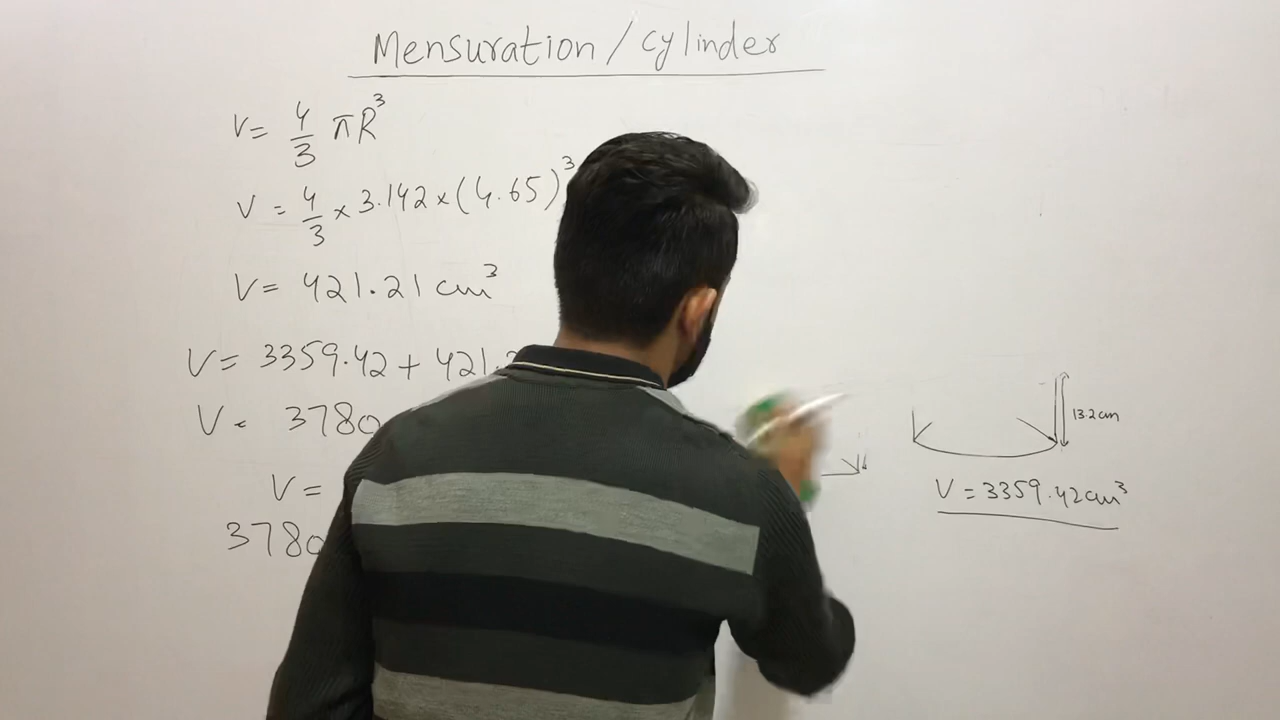 Mensuration / cylinder
V = 4/3 πR³
V = 4/3 × 3.142 × (4.65)³
V = 421.21 cm³
V = 3359.42 + 421.
V = 3780
V =
3780
13.2cm
V = 3359.42cm³